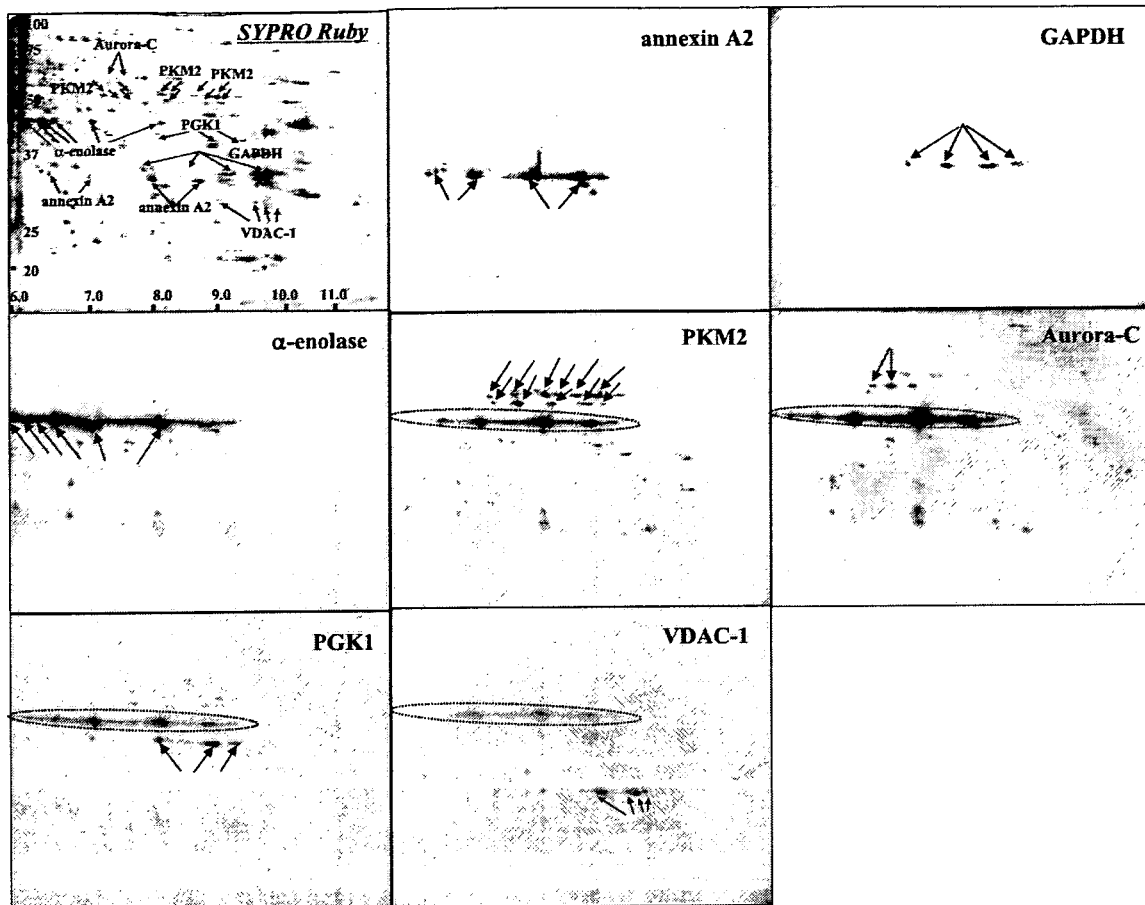 100
SYPRO Ruby
75
Aurora-C
PKM2
PKM2
PKM2
PGK1
37
α-enolase
GAPDH
annexin A2
annexin A2
VDAC-1
25
20
6.0 7.0 8.0 9.0 10.0 11.0
annexin A2
GAPDH
α-enolase
PKM2
Aurora-C
PGK1
VDAC-1